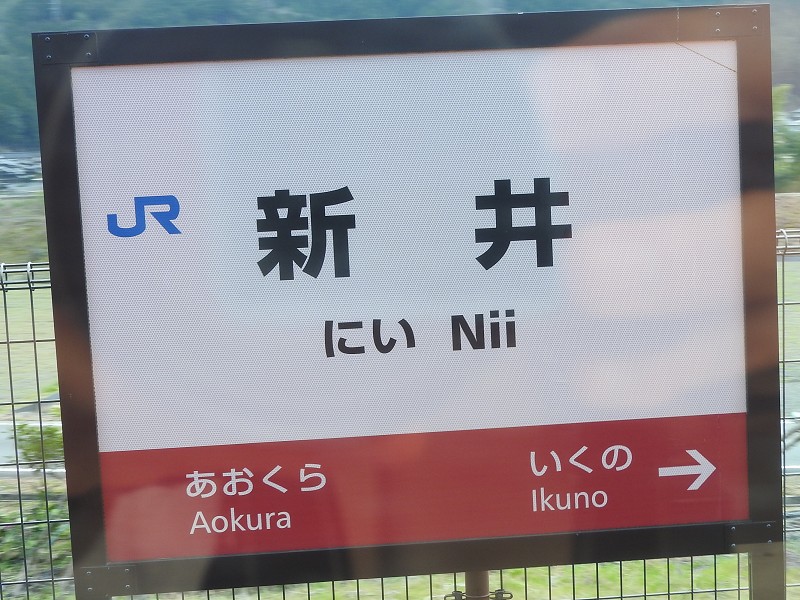 JR
新井
にい Nii
あおくら いくの →
Aokura Ikuno